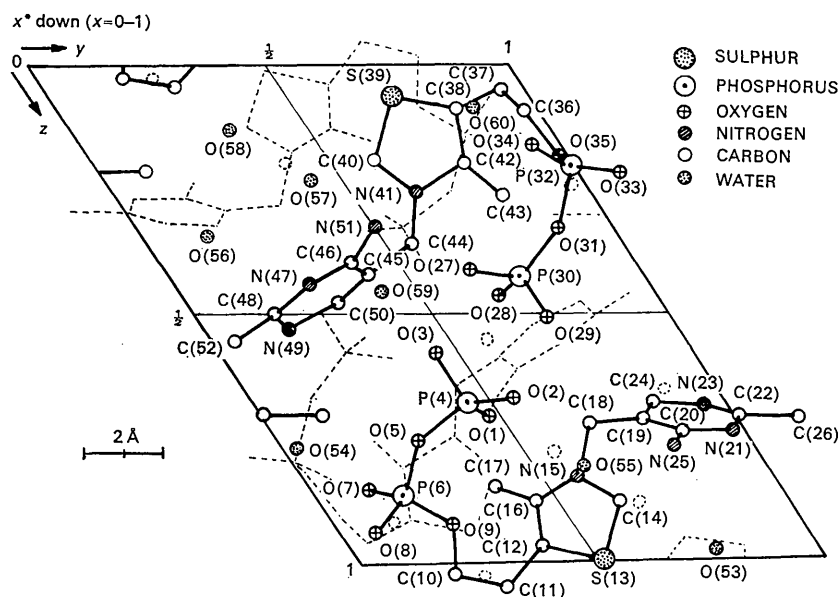 x* down (x=0–1)
0 y ½ 1
z
SULPHUR
PHOSPHORUS
OXYGEN
NITROGEN
CARBON
WATER
S(39)
C(37)
C(38)
C(36)
O(60)
O(35)
O(34)
O(58)
C(40)
C(42)
P(32)
O(33)
O(57)
N(41)
C(43)
N(51)
O(56)
C(46)
C(44)
O(31)
C(45)
O(27)
P(30)
N(47)
O(59)
C(48)
O(28)
½
C(50)
O(29)
O(3)
C(52)
N(49)
C(24)
N(23)
C(22)
P(4)
O(2)
C(18)
C(20)
O(1)
C(19)
C(26)
2 Å
O(54)
O(5)
N(25)
N(21)
C(17)
N(15)
O(55)
O(7)
P(6)
C(16)
C(14)
O(9)
O(8)
C(12)
1
C(10)
C(11)
S(13)
O(53)